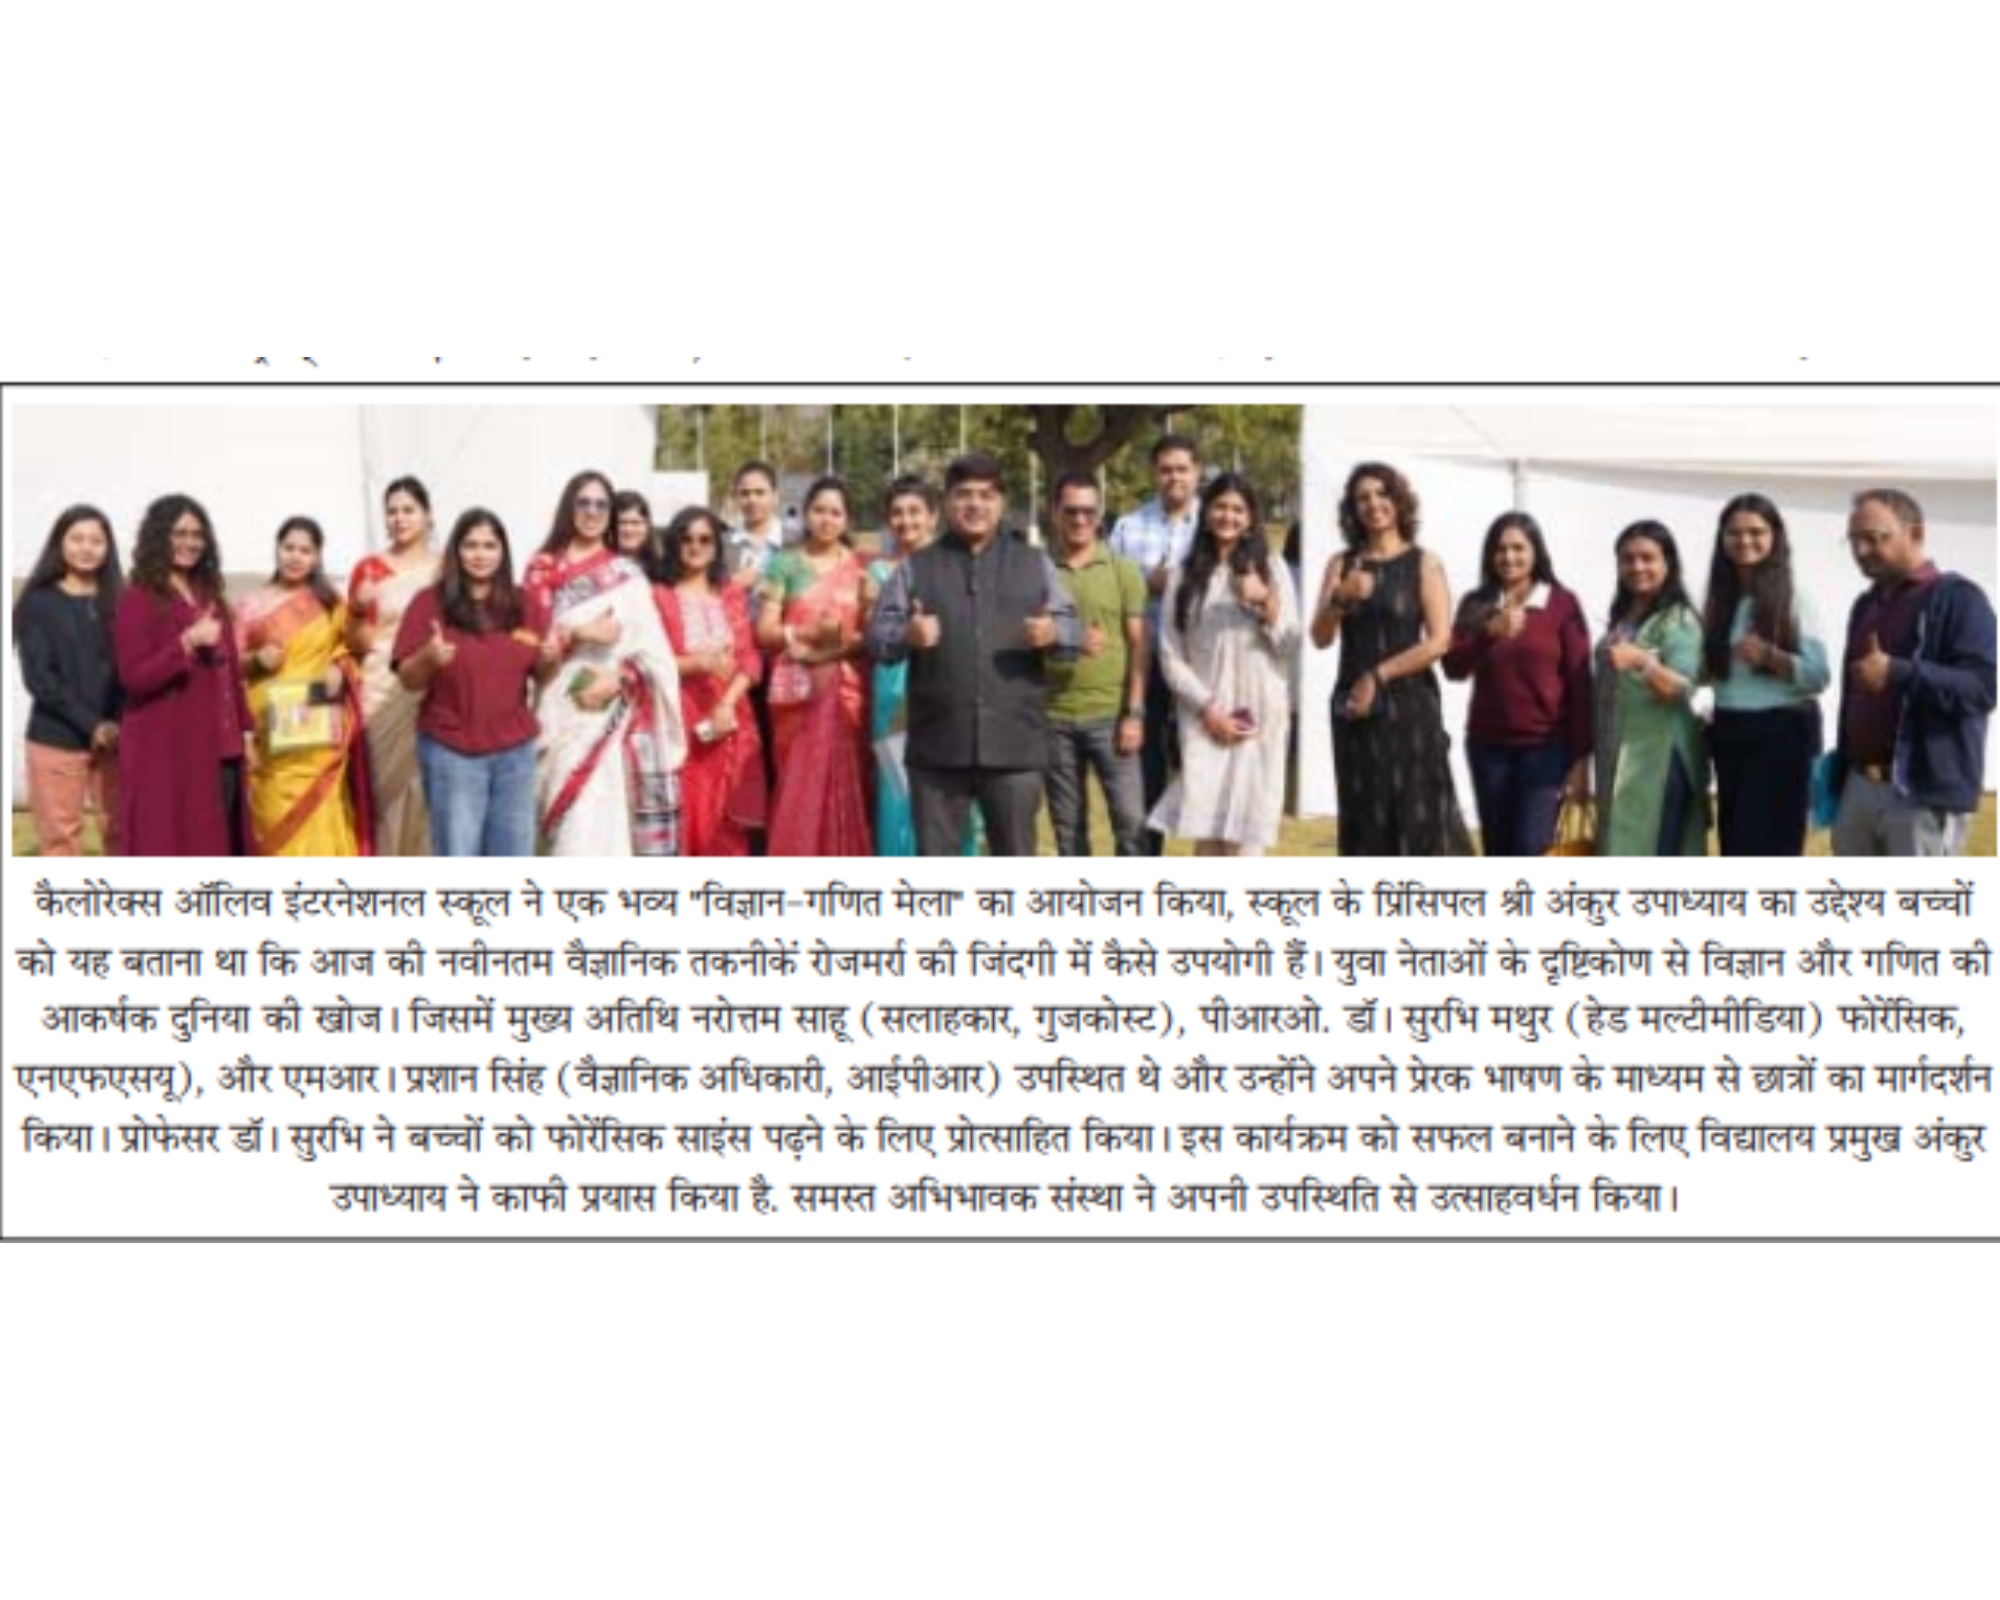 कैलोरेक्स ऑलिव इंटरनेशनल स्कूल ने एक भव्य "विज्ञान-गणित मेला" का आयोजन किया, स्कूल के प्रिंसिपल श्री अंकुर उपाध्याय का उद्देश्य बच्चों
को यह बताना था कि आज की नवीनतम वैज्ञानिक तकनीकें रोजमर्रा की जिंदगी में कैसे उपयोगी हैं। युवा नेताओं के दृष्टिकोण से विज्ञान और गणित की
आकर्षक दुनिया की खोज। जिसमें मुख्य अतिथि नरोत्तम साहू (सलाहकार, गुजकोस्ट), पीआरओ. डॉ। सुरभि मथुर (हेड मल्टीमीडिया) फोरेंसिक,
एनएफएसयू), और एमआर। प्रशान सिंह (वैज्ञानिक अधिकारी, आईपीआर) उपस्थित थे और उन्होंने अपने प्रेरक भाषण के माध्यम से छात्रों का मार्गदर्शन
किया। प्रोफेसर डॉ। सुरभि ने बच्चों को फोरेंसिक साइंस पढ़ने के लिए प्रोत्साहित किया। इस कार्यक्रम को सफल बनाने के लिए विद्यालय प्रमुख अंकुर
उपाध्याय ने काफी प्रयास किया है. समस्त अभिभावक संस्था ने अपनी उपस्थिति से उत्साहवर्धन किया।